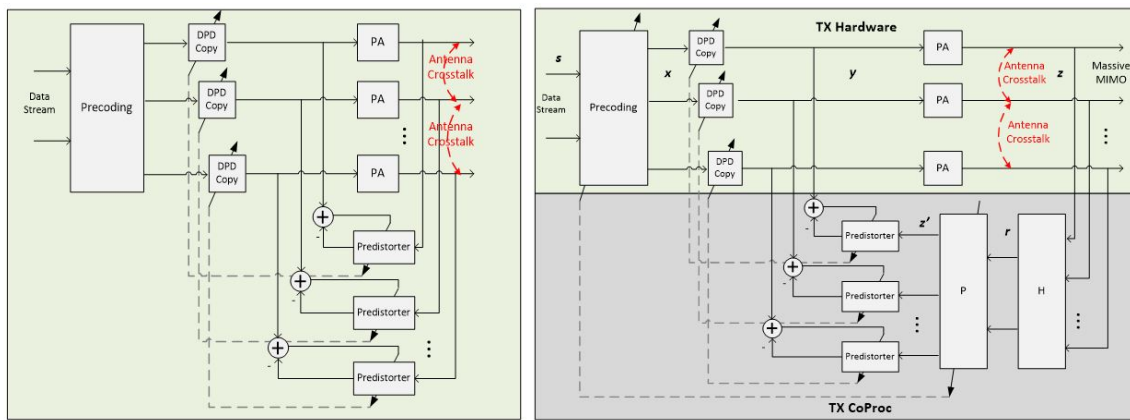 DPD
Copy
PA
Antenna
Crosstalk
Data
Stream
Precoding
DPD
Copy
PA
Antenna
Crosstalk
DPD
Copy
PA
+
-
Predistorter
+
-
Predistorter
+
-
Predistorter
TX Hardware
s
x
DPD
Copy
y
PA
Antenna
Crosstalk
z
Massive
MIMO
Data
Stream
Precoding
DPD
Copy
PA
Antenna
Crosstalk
DPD
Copy
PA
+
-
Predistorter
z'
P
r
H
+
-
Predistorter
+
-
Predistorter
TX CoProc